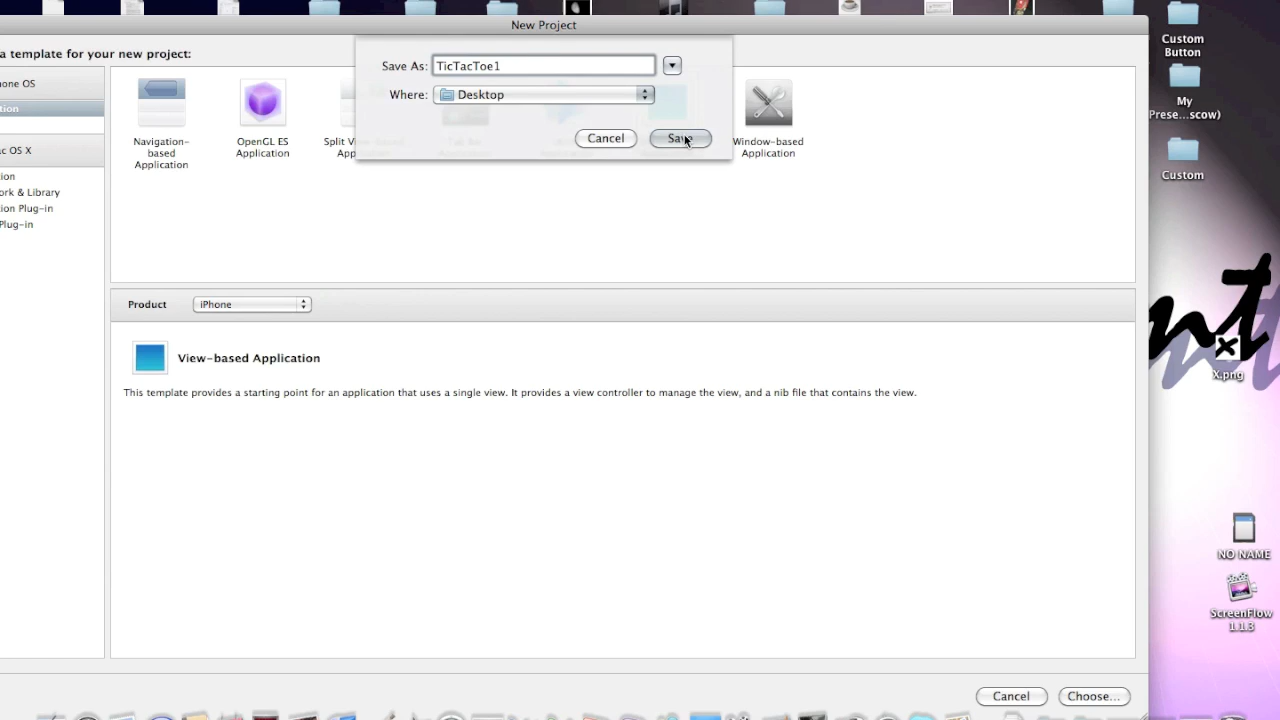 New Project
a template for your new project:
Save As: TicTacToe1
Where: Desktop
Cancel
Save
one OS
tion
ac OS X
ion
ork & Library
ion Plug-in
Plug-in
Navigation-
based
Application
OpenGL ES
Application
Split
App
Window-based
Application
Product
iPhone
View-based Application
This template provides a starting point for an application that uses a single view. It provides a view controller to manage the view, and a nib file that contains the view.
Cancel
Choose...
Custom
Button
My
Prese...scow)
Custom
nt
X.png
NO NAME
ScreenFlow
1.1.3